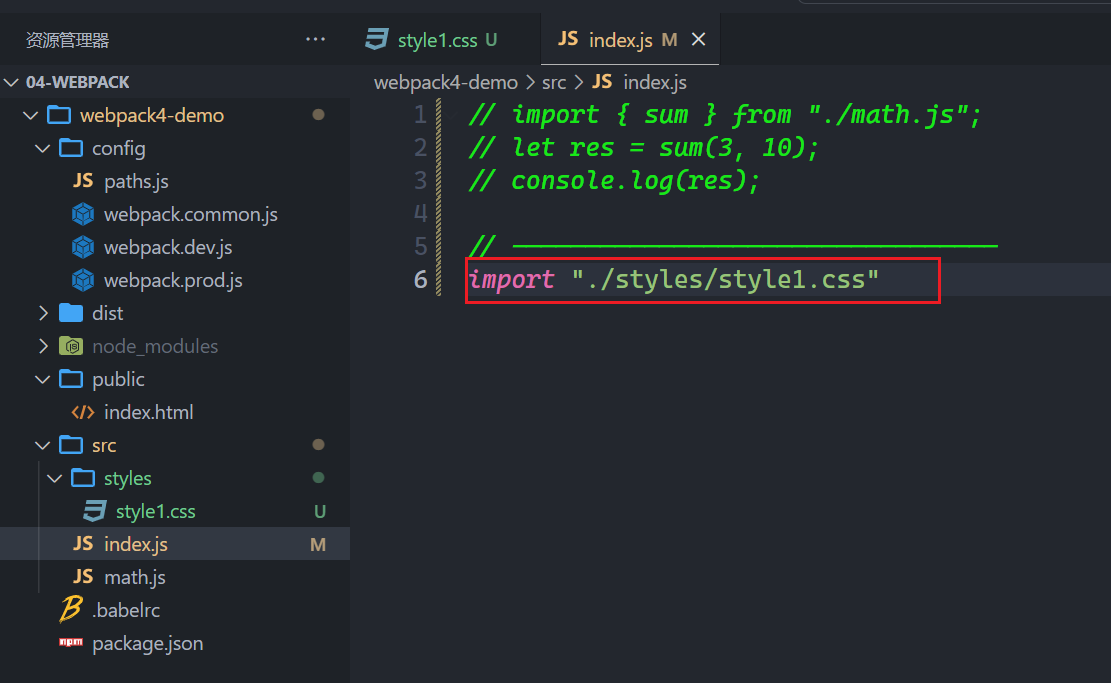 资源管理器 ···
04-WEBPACK
webpack4-demo
config
JS paths.js
webpack.common.js
webpack.dev.js
webpack.prod.js
dist
node_modules
public
</> index.html
src
styles
style1.css U
JS index.js M
JS math.js
.babelrc
npm package.json
style1.css U
JS index.js M
webpack4-demo > src > JS index.js
1 // import { sum } from "./math.js";
2 // let res = sum(3, 10);
3 // console.log(res);
4
5 // ──────────────────────────────────
6 import "./styles/style1.css"